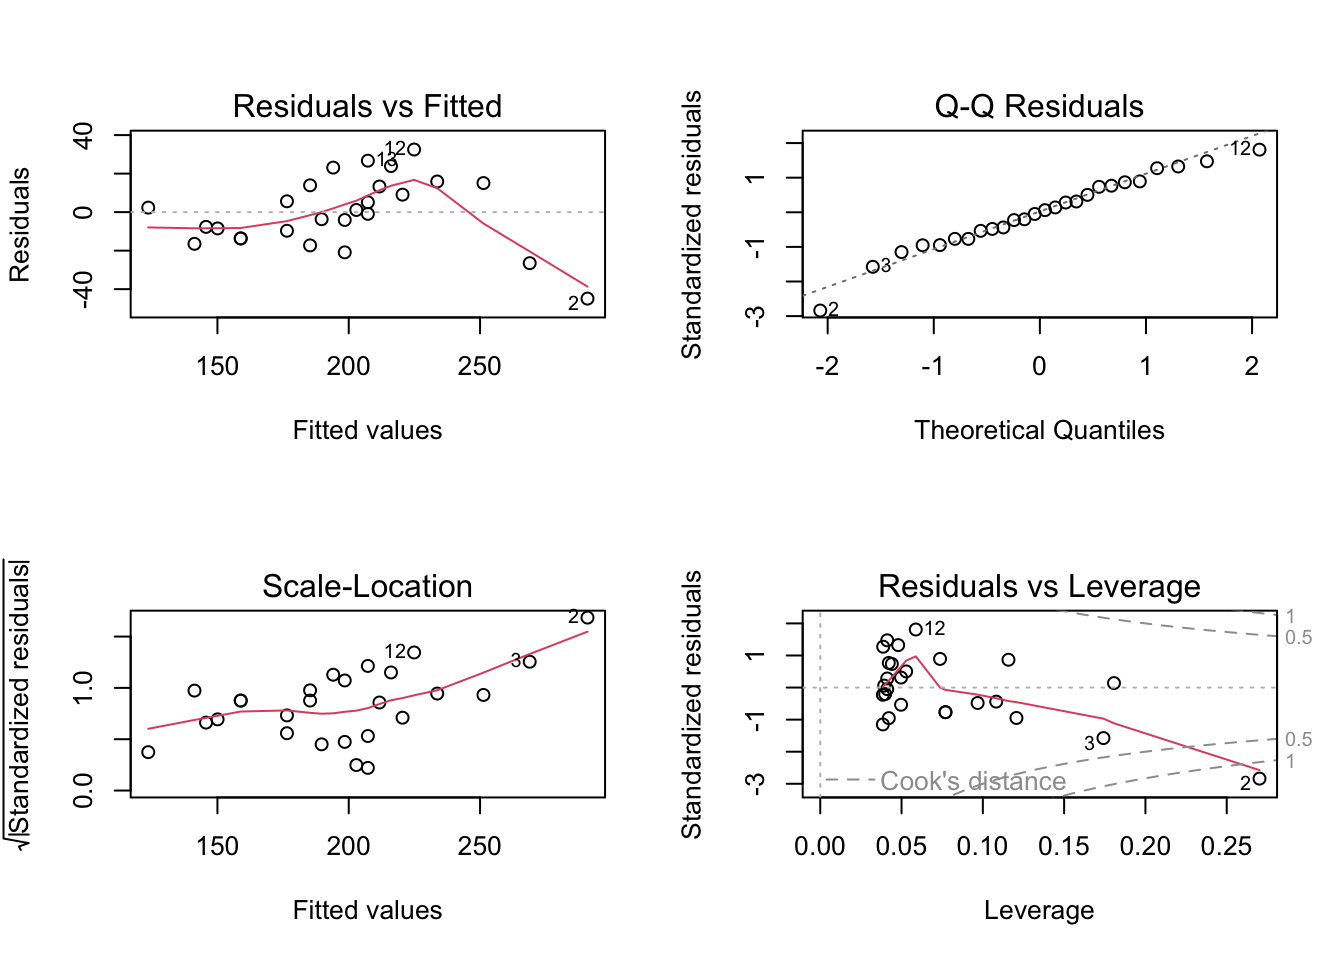 Residuals vs Fitted
Residuals
40
0
-40
12
13
2
150 200 250
Fitted values
Q-Q Residuals
Standardized residuals
1
-1
-3
12
3
2
-2 -1 0 1 2
Theoretical Quantiles
Scale-Location
√|Standardized residuals|
1.0
0.0
2
12
3
150 200 250
Fitted values
Residuals vs Leverage
Standardized residuals
1
-1
-3
12
3
2
1
0.5
0.5
1
Cook's distance
0.00 0.05 0.10 0.15 0.20 0.25
Leverage